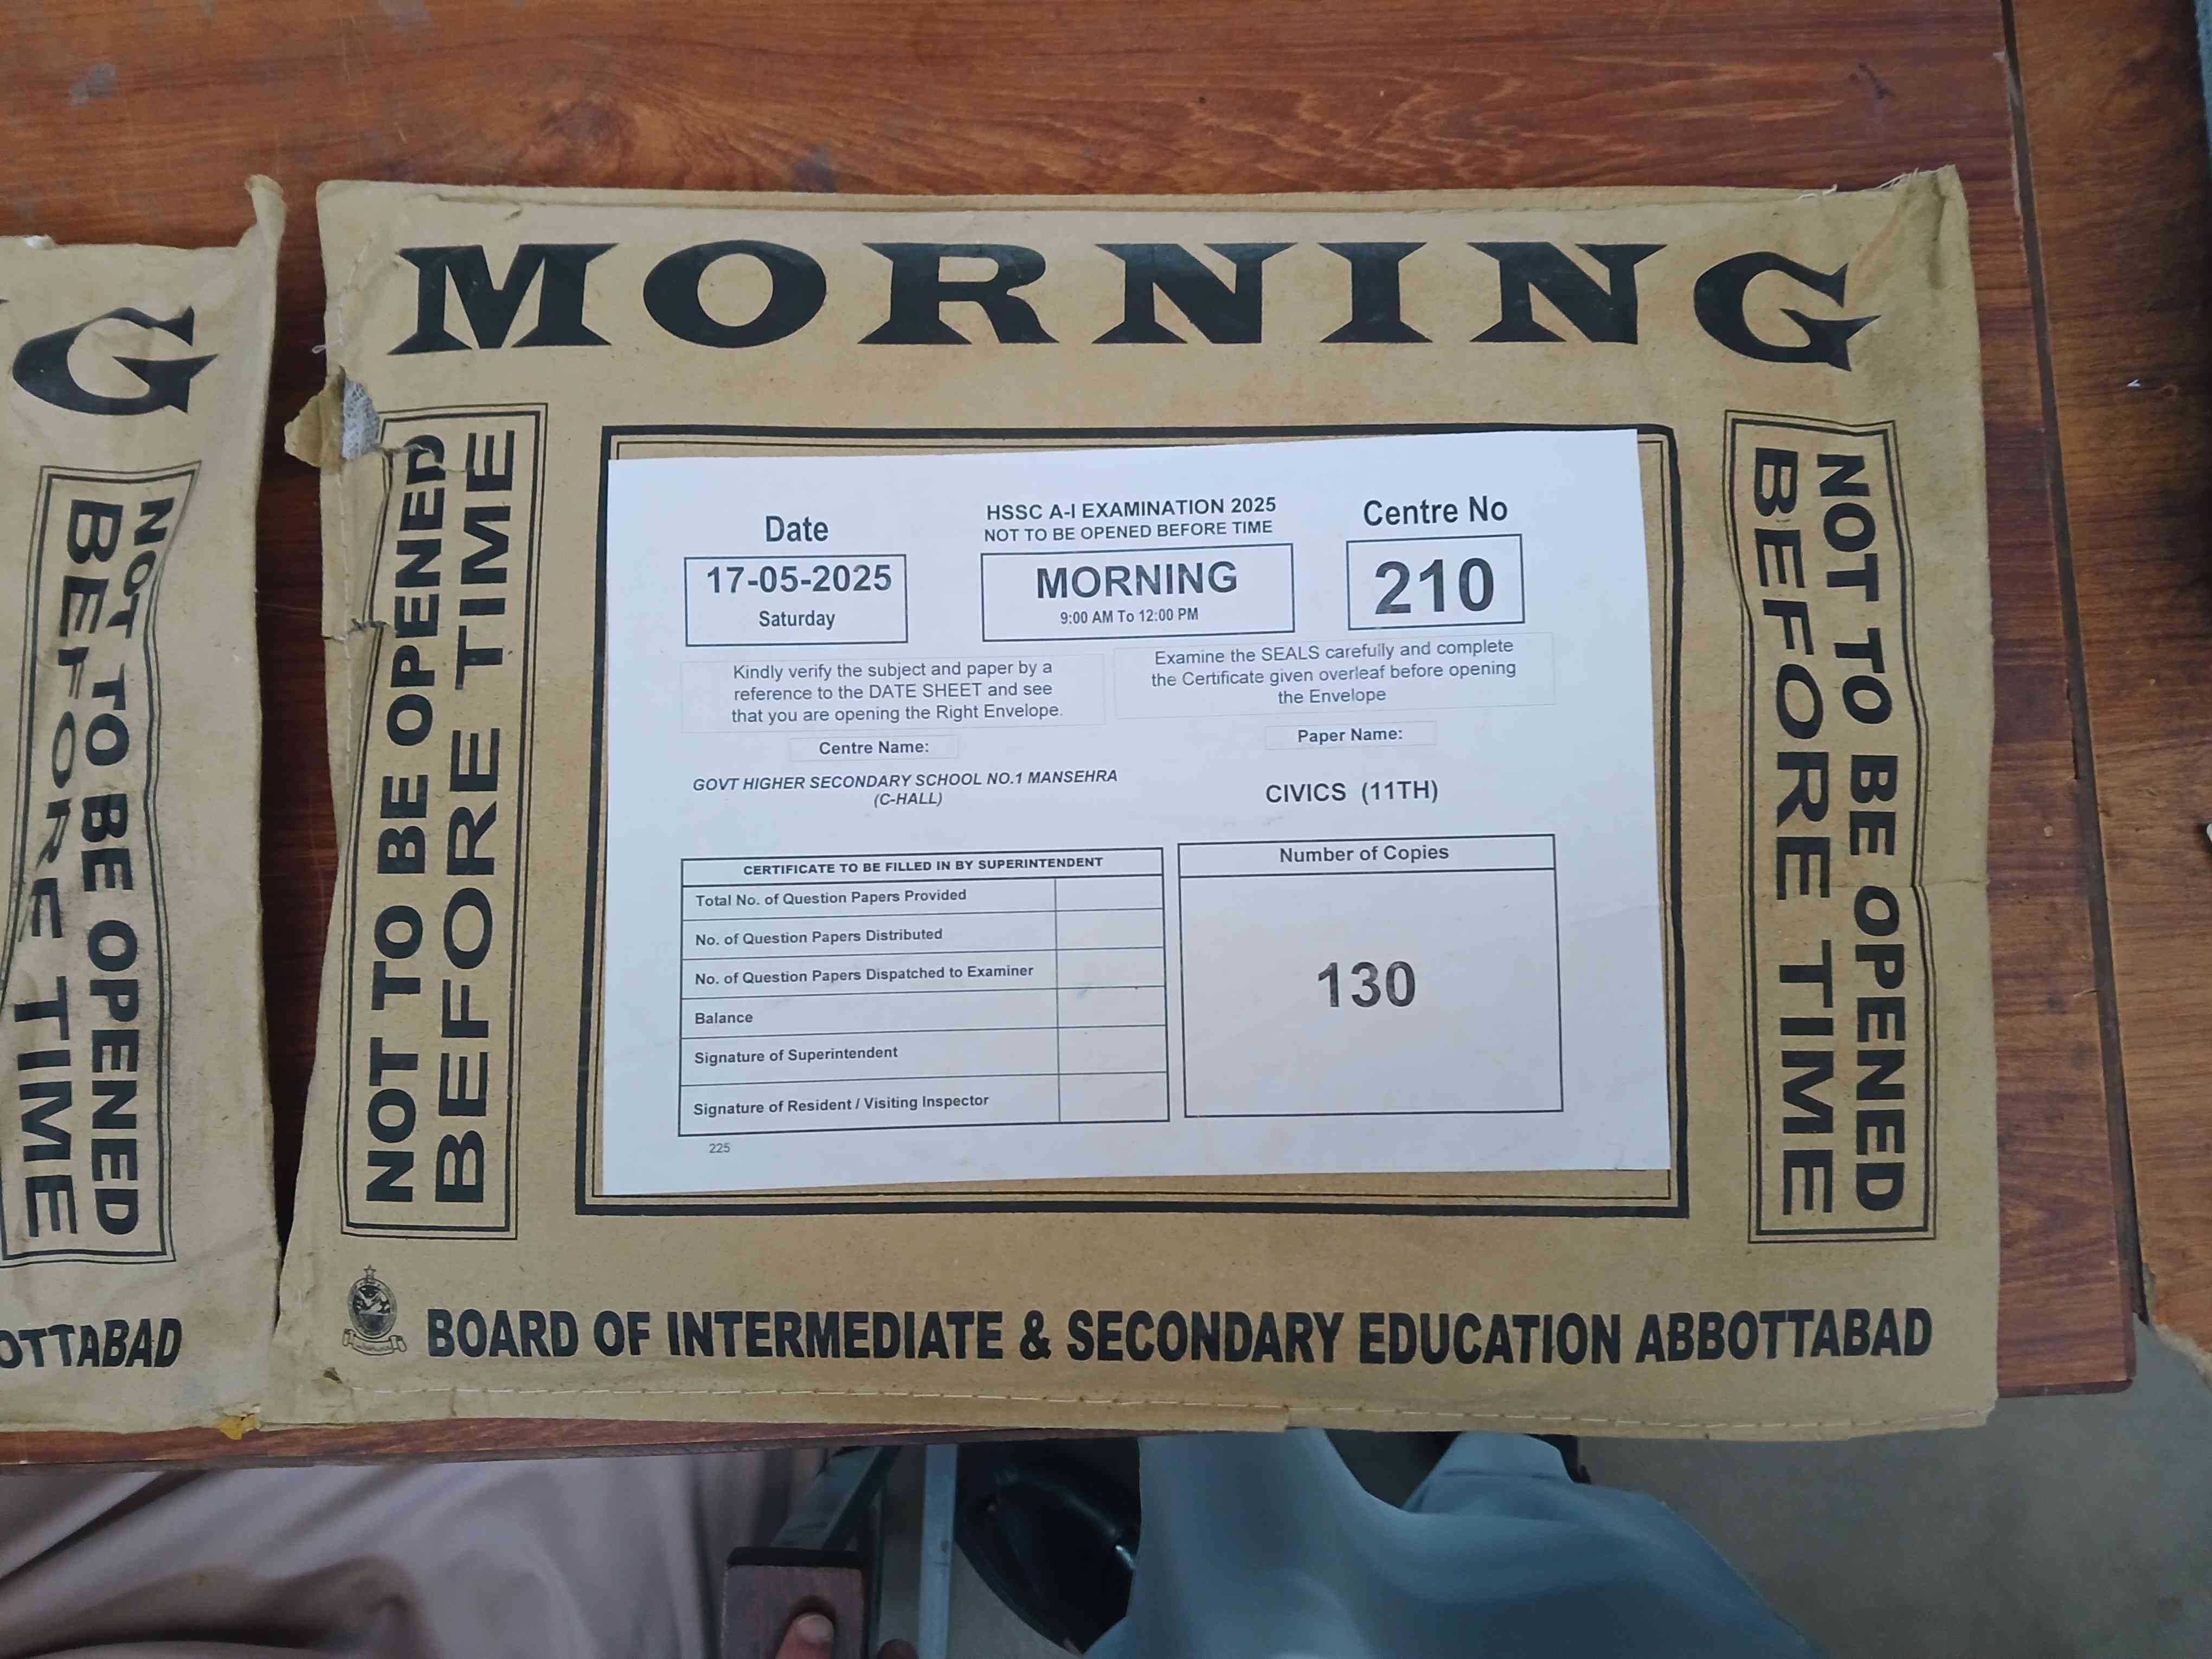 MORNING
NOT TO BE OPENED
BEFORE TIME
Date
17-05-2025
Saturday
HSSC A-I EXAMINATION 2025
NOT TO BE OPENED BEFORE TIME
MORNING
9:00 AM To 12:00 PM
Centre No
210
Kindly verify the subject and paper by a
reference to the DATE SHEET and see
that you are opening the Right Envelope.
Examine the SEALS carefully and complete
the Certificate given overleaf before opening
the Envelope
Centre Name:
GOVT HIGHER SECONDARY SCHOOL NO.1 MANSEHRA
(C-HALL)
Paper Name:
CIVICS (11TH)
CERTIFICATE TO BE FILLED IN BY SUPERINTENDENT
Total No. of Question Papers Provided
No. of Question Papers Distributed
No. of Question Papers Dispatched to Examiner
Balance
Signature of Superintendent
Signature of Resident / Visiting Inspector
Number of Copies
130
225
NOT TO BE OPENED
BEFORE TIME
BOARD OF INTERMEDIATE & SECONDARY EDUCATION ABBOTTABAD
G
NOT TO BE OPENED
BEFORE TIME
OTTABAD